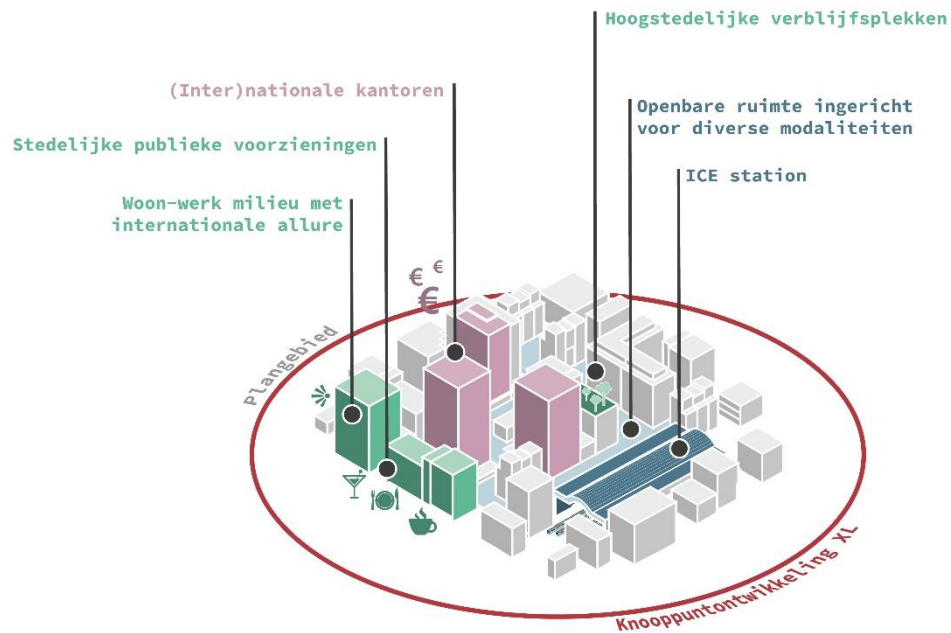 Hoogstedelijke verblijfsplekken
(Inter)nationale kantoren
Openbare ruimte ingericht
voor diverse modaliteiten
Stedelijke publieke voorzieningen
ICE station
Woon-werk milieu met
internationale allure
€ €
€
Plangebied
Knooppuntontwikkeling XL